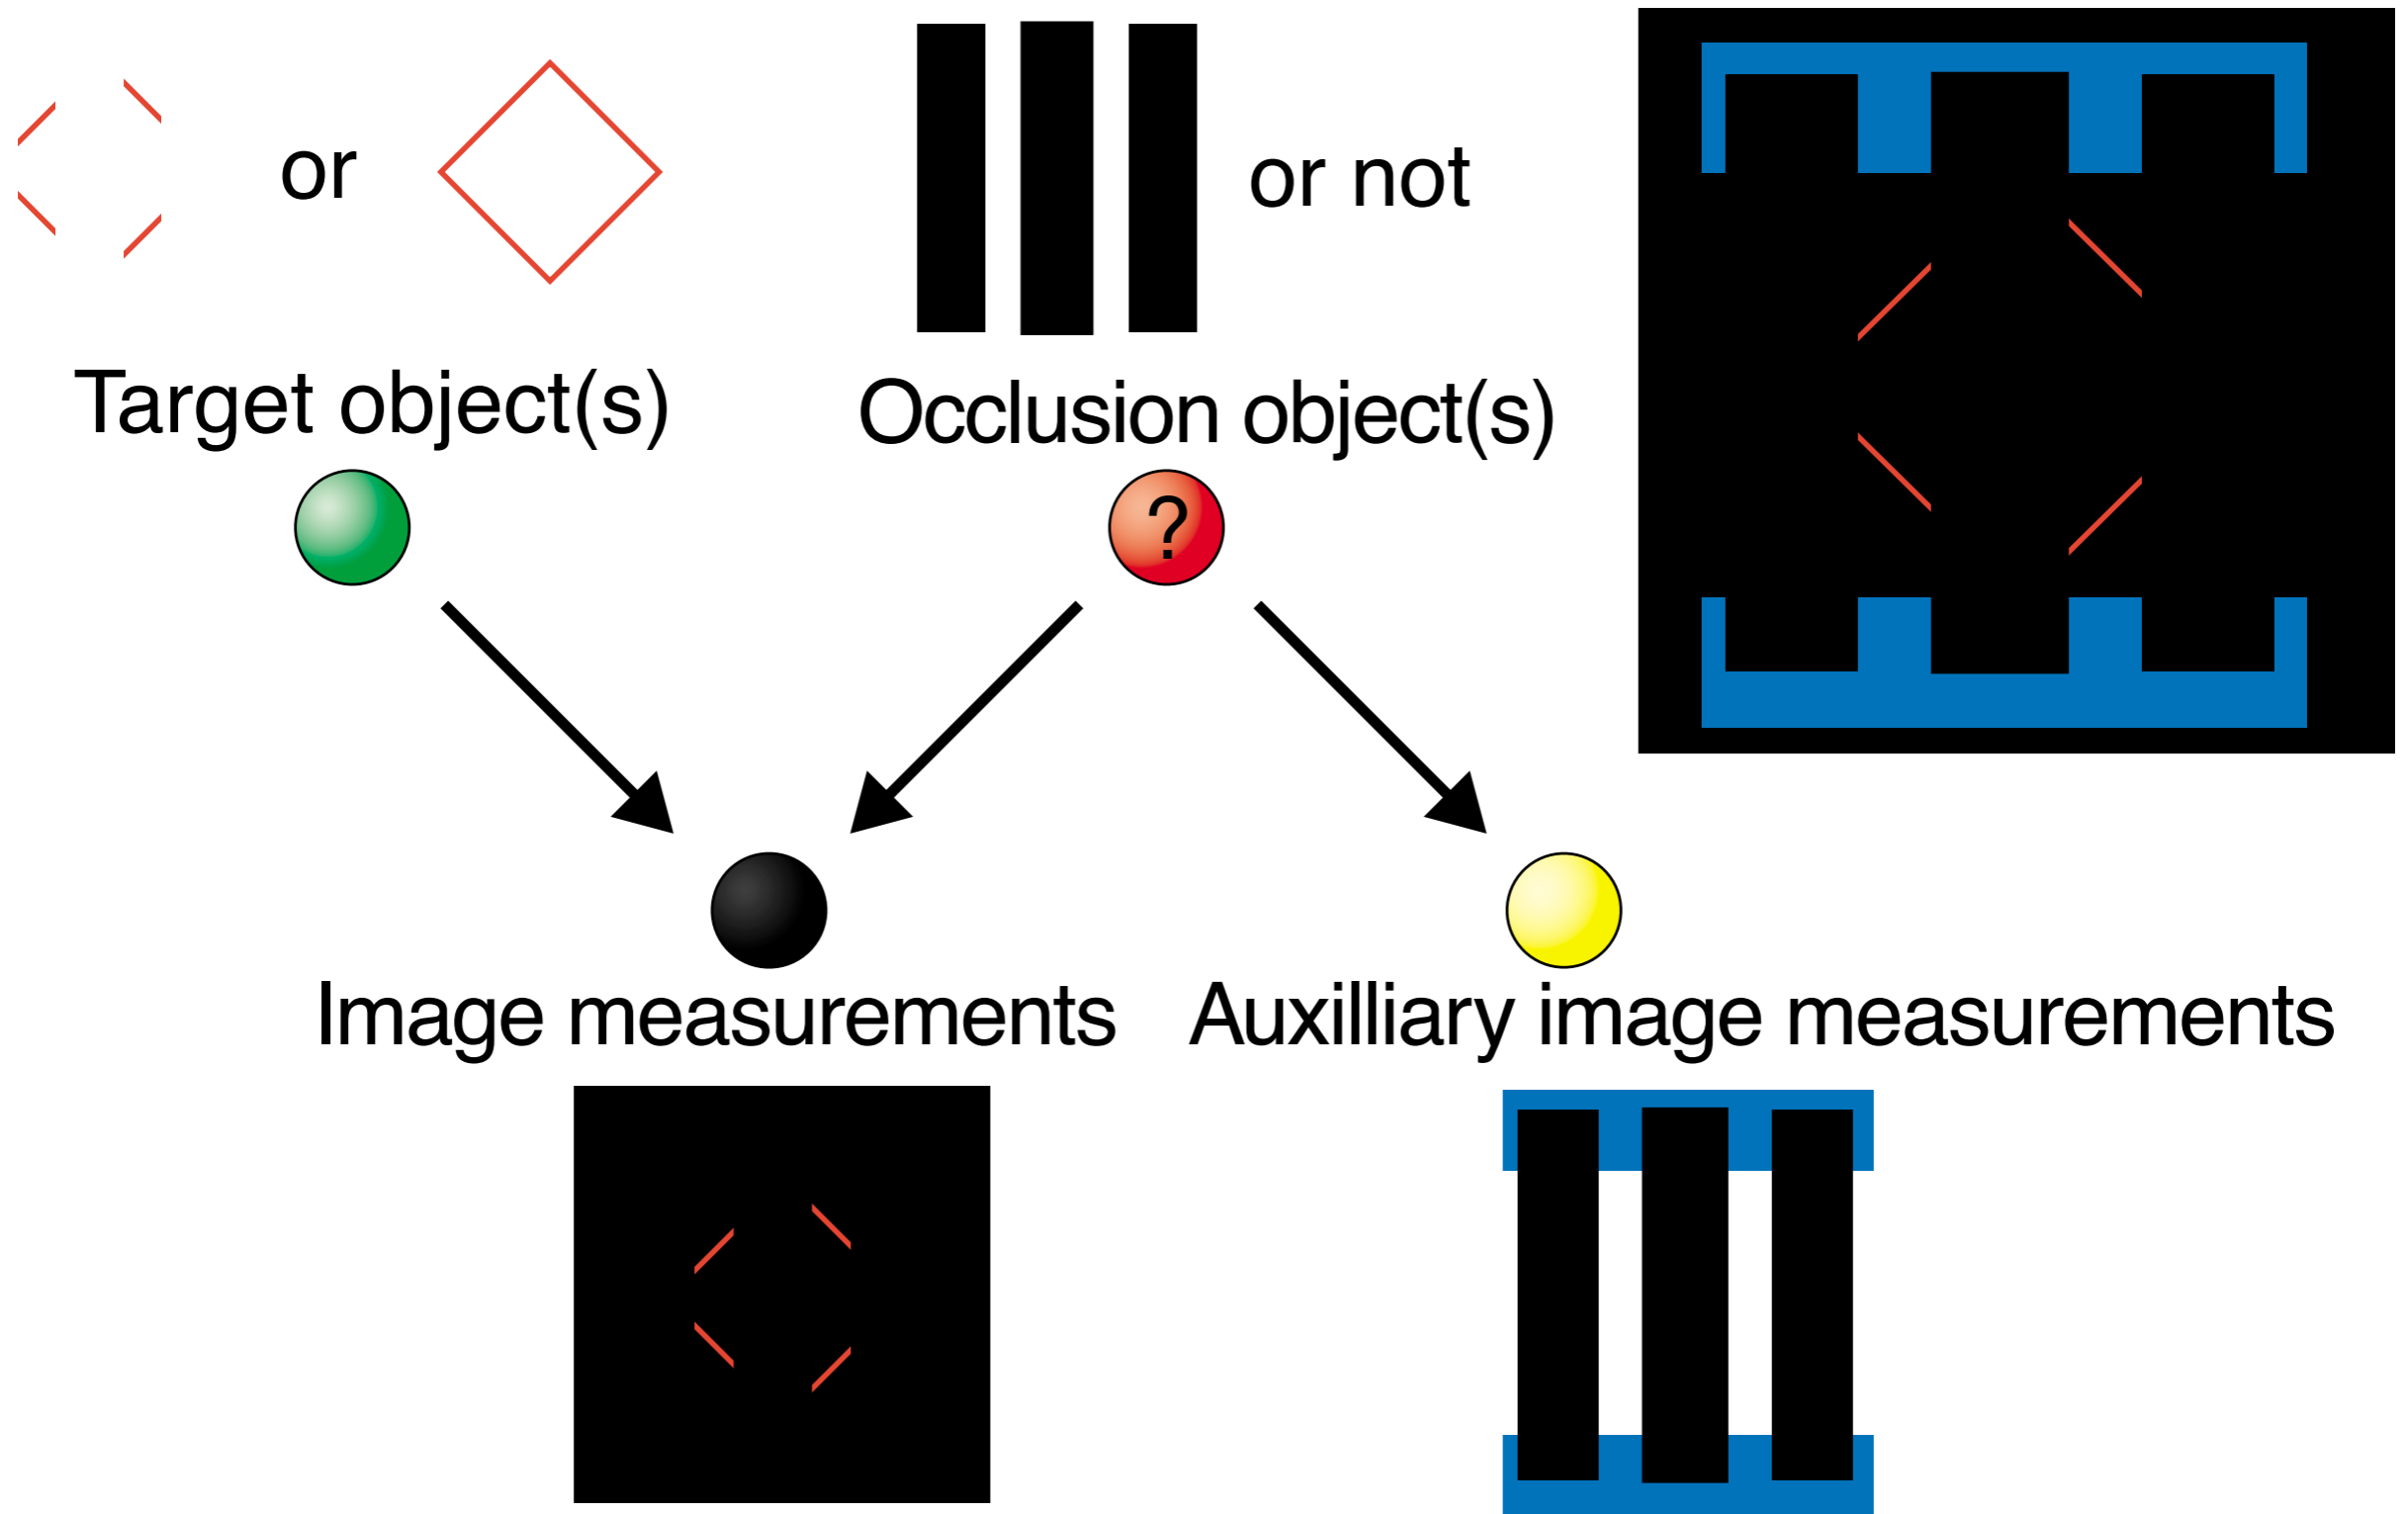 or
or not
Target object(s)
Occlusion object(s)
?
Image measurements
Auxilliary image measurements